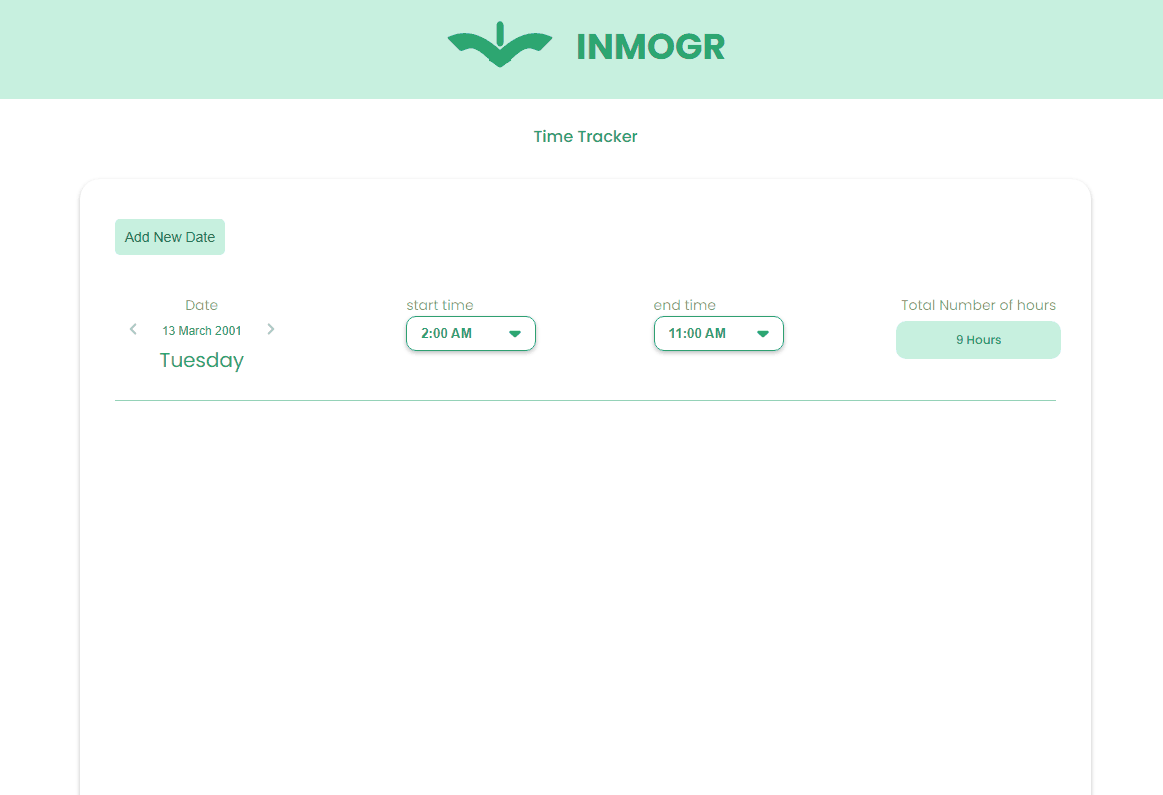 INMOGR
Time Tracker
Add New Date
Date
start time
end time
Total Number of hours
13 March 2001
2:00 AM
11:00 AM
9 Hours
Tuesday